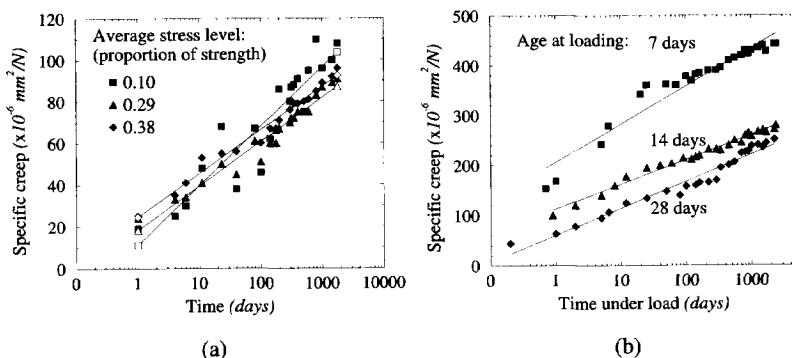 (a)
Average stress level:
(proportion of strength)
0.10
0.29
0.38
Specific creep (x10⁻⁶ mm²/N)
120
100
80
60
40
20
0
0 1 10 100 1000 10000
Time (days)
(a)
(b)
Age at loading:
7 days
14 days
28 days
Specific creep (x10⁻⁶ mm²/N)
500
400
300
200
100
0
0 1 10 100 1000
Time under load (days)
(b)